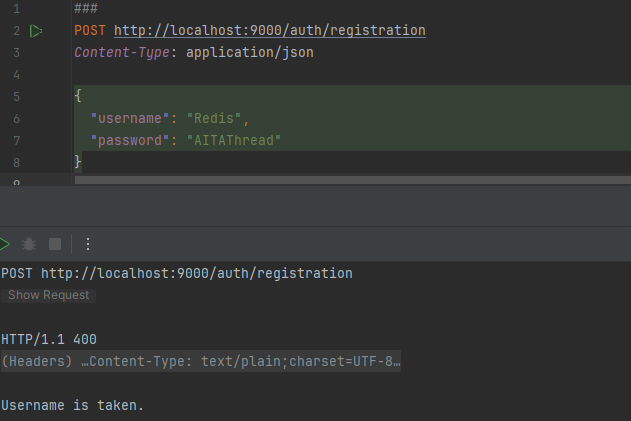 1 ###
2 POST http://localhost:9000/auth/registration
3 Content-Type: application/json
4
5 {
6 "username": "Redis",
7 "password": "AITAThread"
8 }
9
POST http://localhost:9000/auth/registration
Show Request
HTTP/1.1 400
(Headers) …Content-Type: text/plain;charset=UTF-8…
Username is taken.